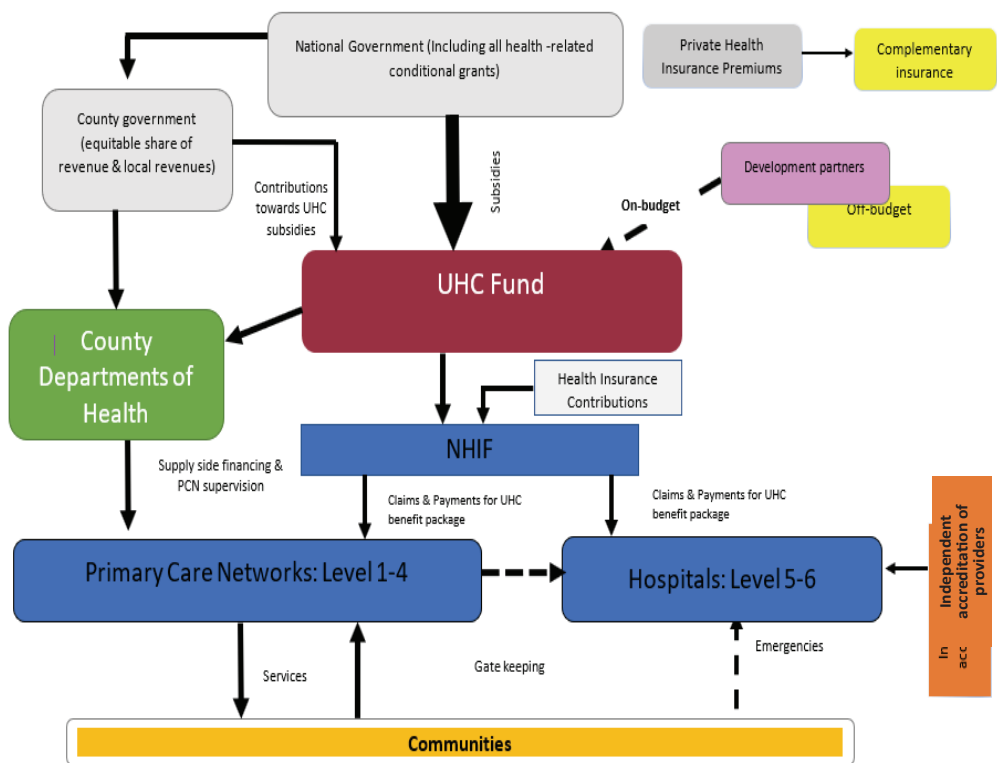 National Government (Including all health -related
conditional grants)
Private Health
Insurance Premiums
Complementary
insurance
County government
(equitable share of
revenue & local revenues)
Contributions
towards UHC
subsidies
Subsidies
On-budget
Development partners
Off-budget
UHC Fund
County
Departments of
Health
Health Insurance
Contributions
NHIF
Supply side financing &
PCN supervision
Claims & Payments for UHC
benefit package
Claims & Payments for UHC
benefit package
Primary Care Networks: Level 1-4
Hospitals: Level 5-6
Independent
accreditation of
providers
In
acc
Services
Gate keeping
Emergencies
Communities